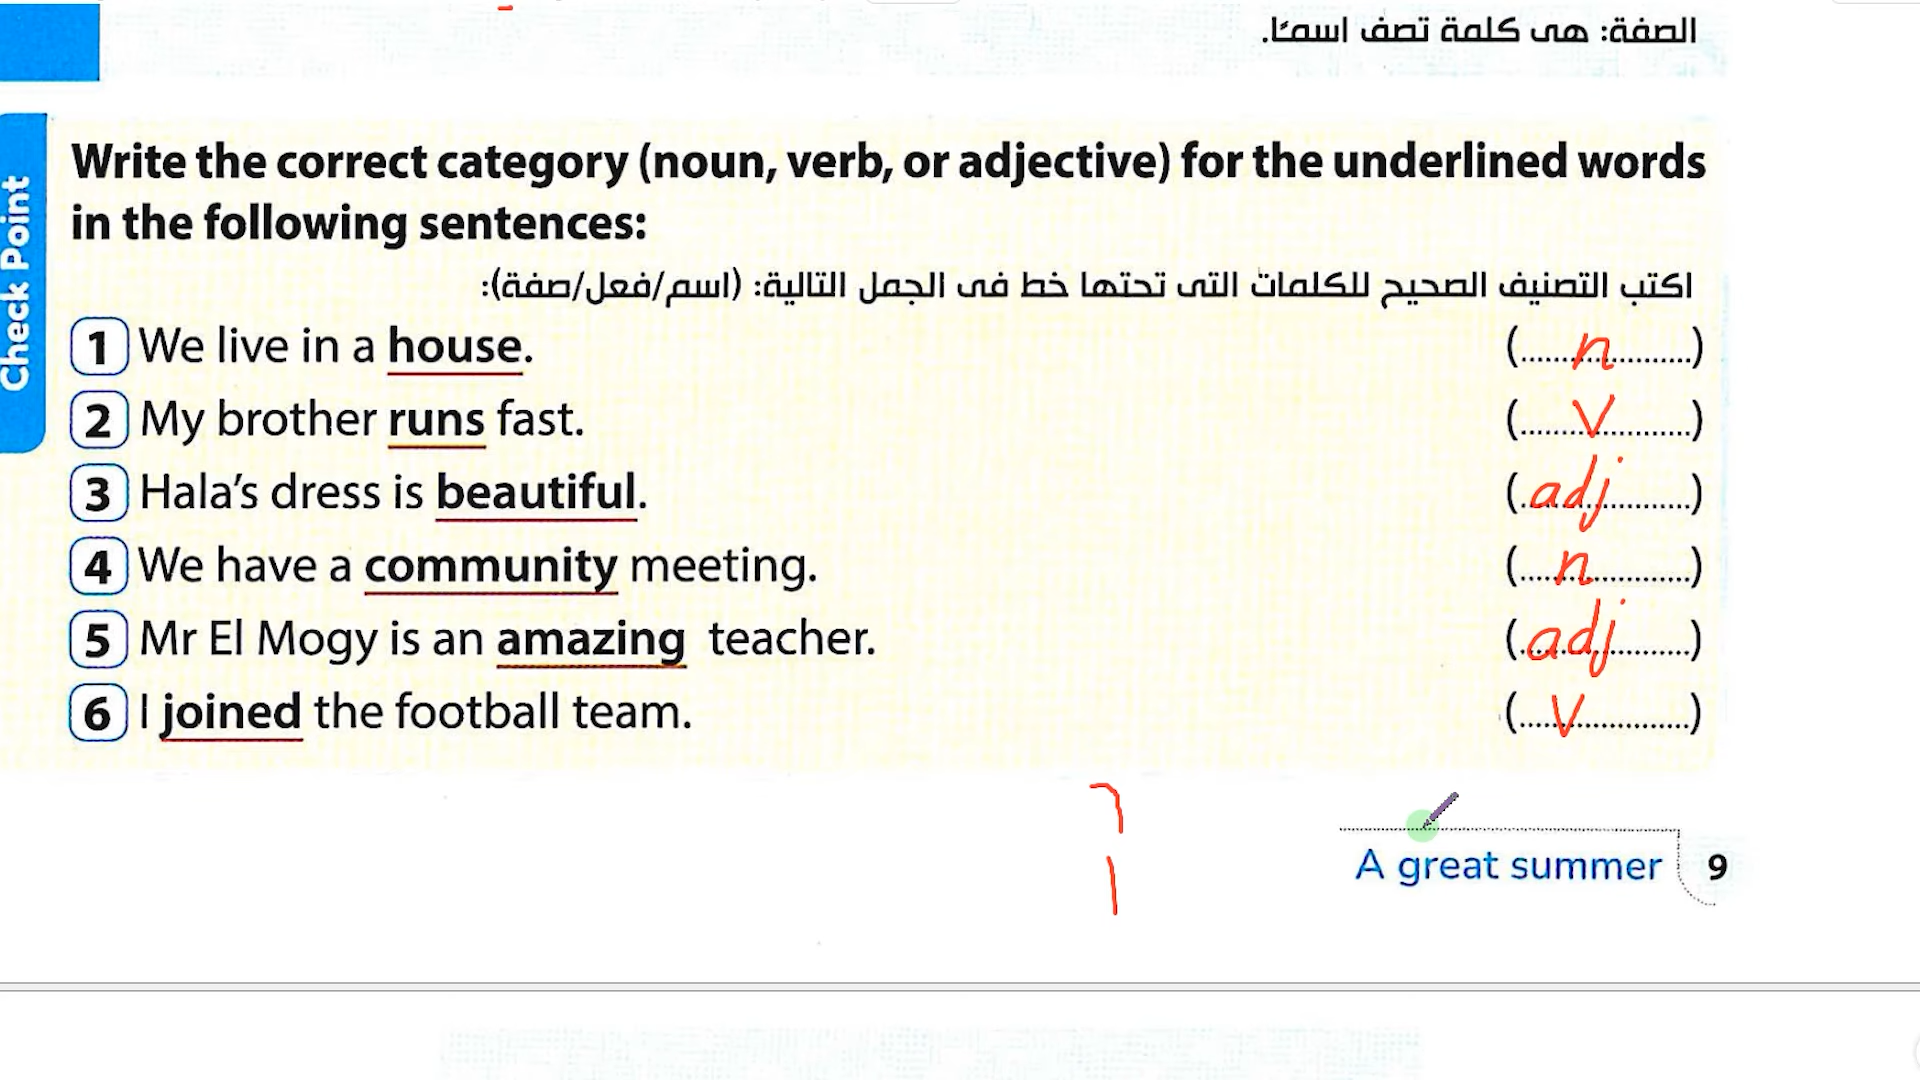 الصفة: هى كلمة تصف اسمًا.
Check Point
Write the correct category (noun, verb, or adjective) for the underlined words
in the following sentences:
اكتب التصنيف الصحيح للكلمات التى تحتها خط فى الجمل التالية: (اسم/فعل/صفة):
1 We live in a house. (......n......)
2 My brother runs fast. (......v......)
3 Hala's dress is beautiful. (.adj......)
4 We have a community meeting. (....n......)
5 Mr El Mogy is an amazing teacher. (.adj......)
6 I joined the football team. (....v......)
A great summer 9